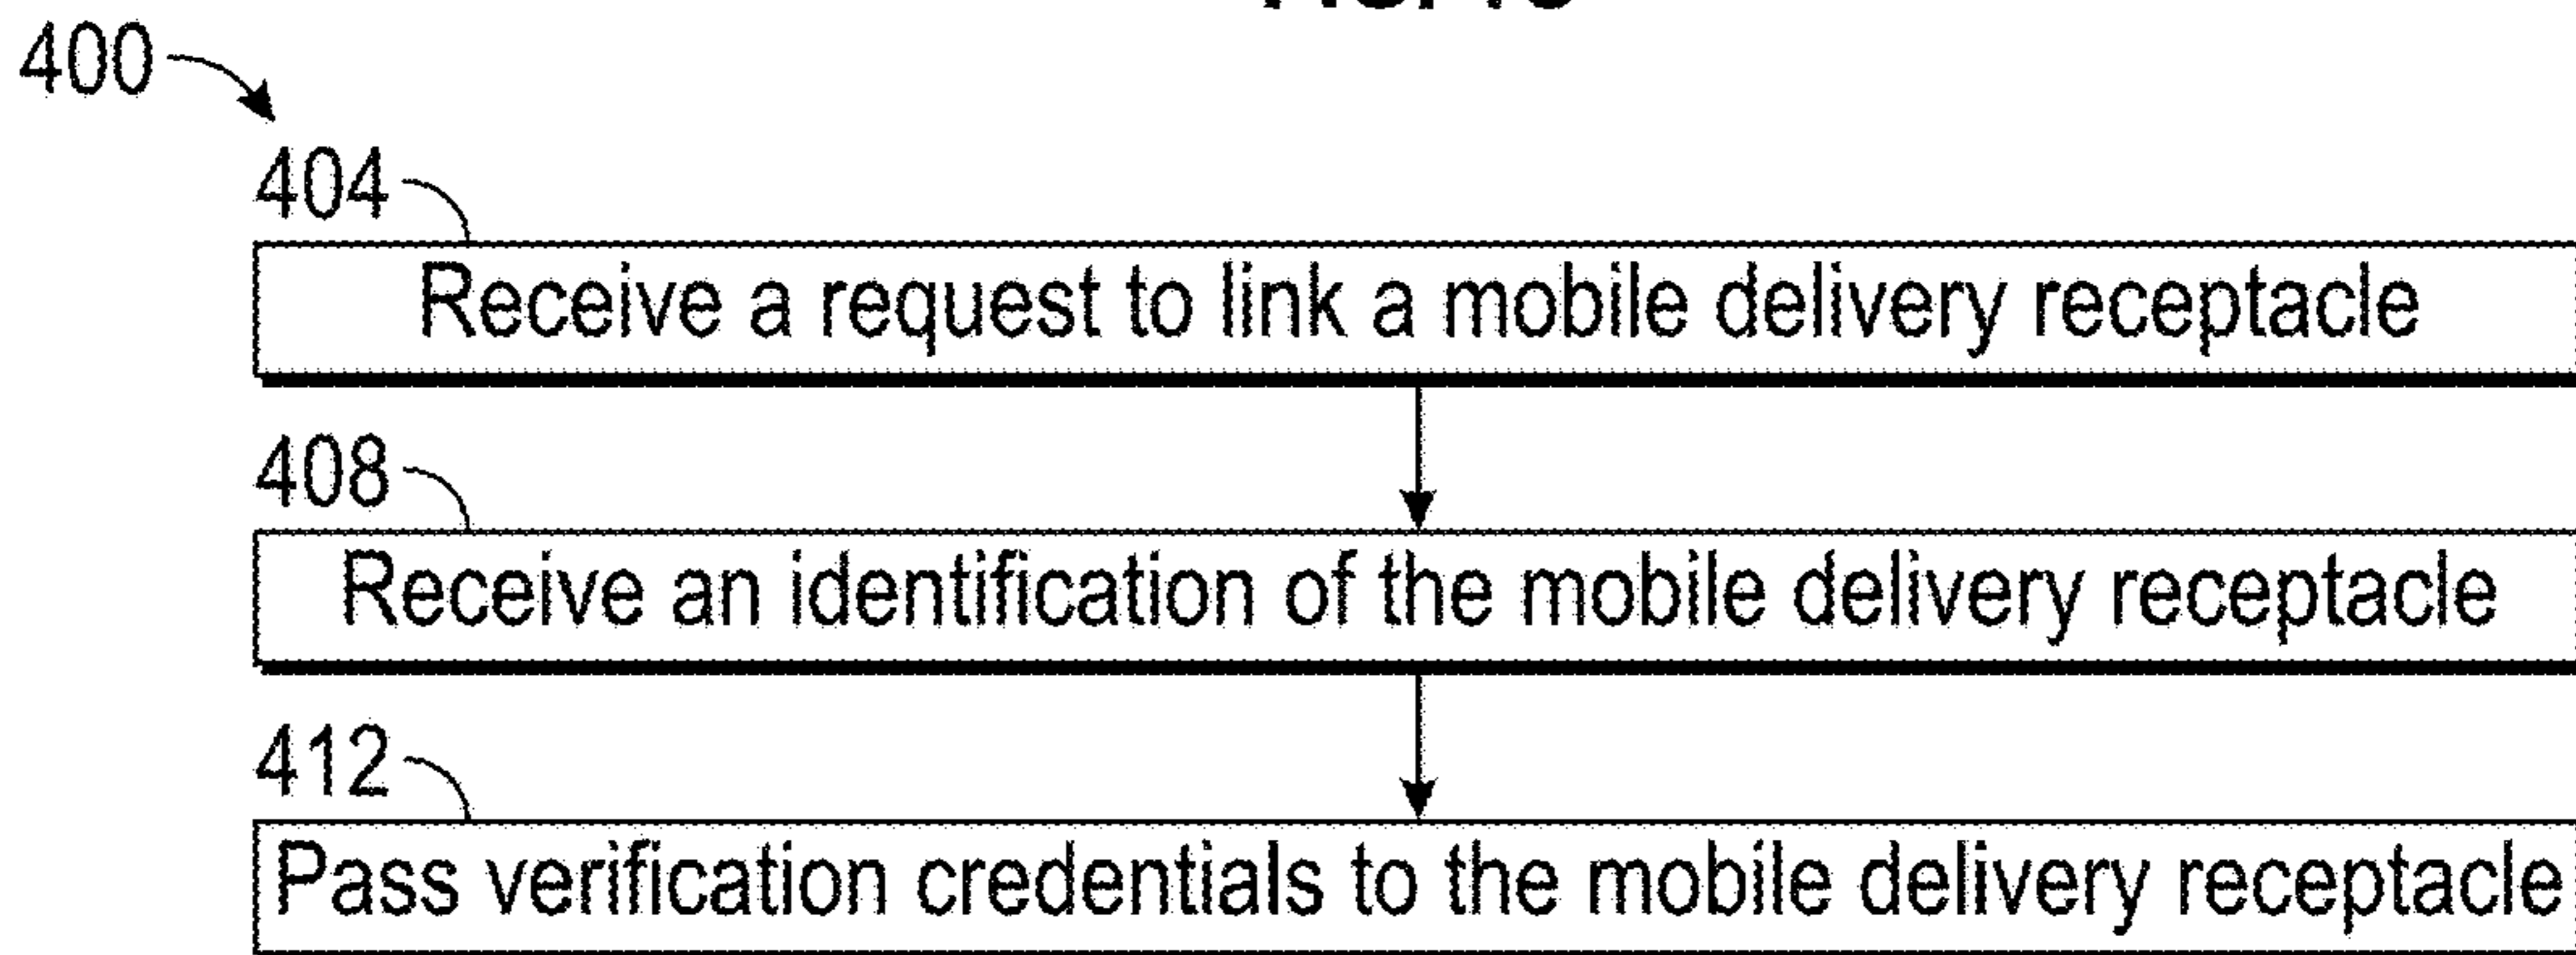 400
404
Receive a request to link a mobile delivery receptacle
408
Receive an identification of the mobile delivery receptacle
412
Pass verification credentials to the mobile delivery receptacle